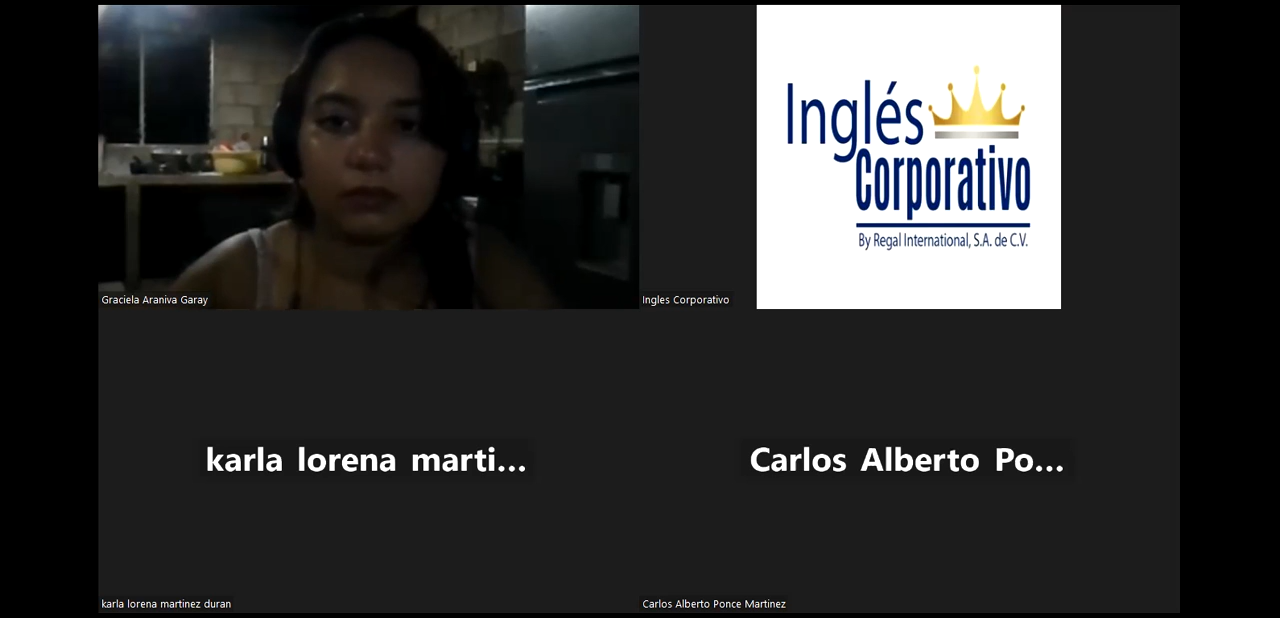 Graciela Araniva Garay
Inglés
Corporativo
By Regal International, S.A. de C.V.
Ingles Corporativo
karla lorena marti...
Carlos Alberto Po...
karla lorena martinez duran
Carlos Alberto Ponce Martinez